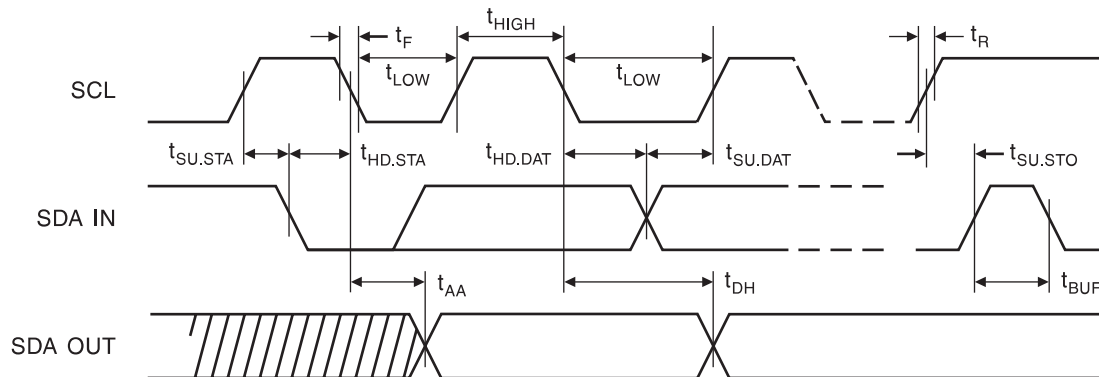 tHIGH
tF
tR
SCL
tLOW
tLOW
tSU.STA
tHD.STA
tHD.DAT
tSU.DAT
tSU.STO
SDA IN
tAA
tDH
tBUF
SDA OUT